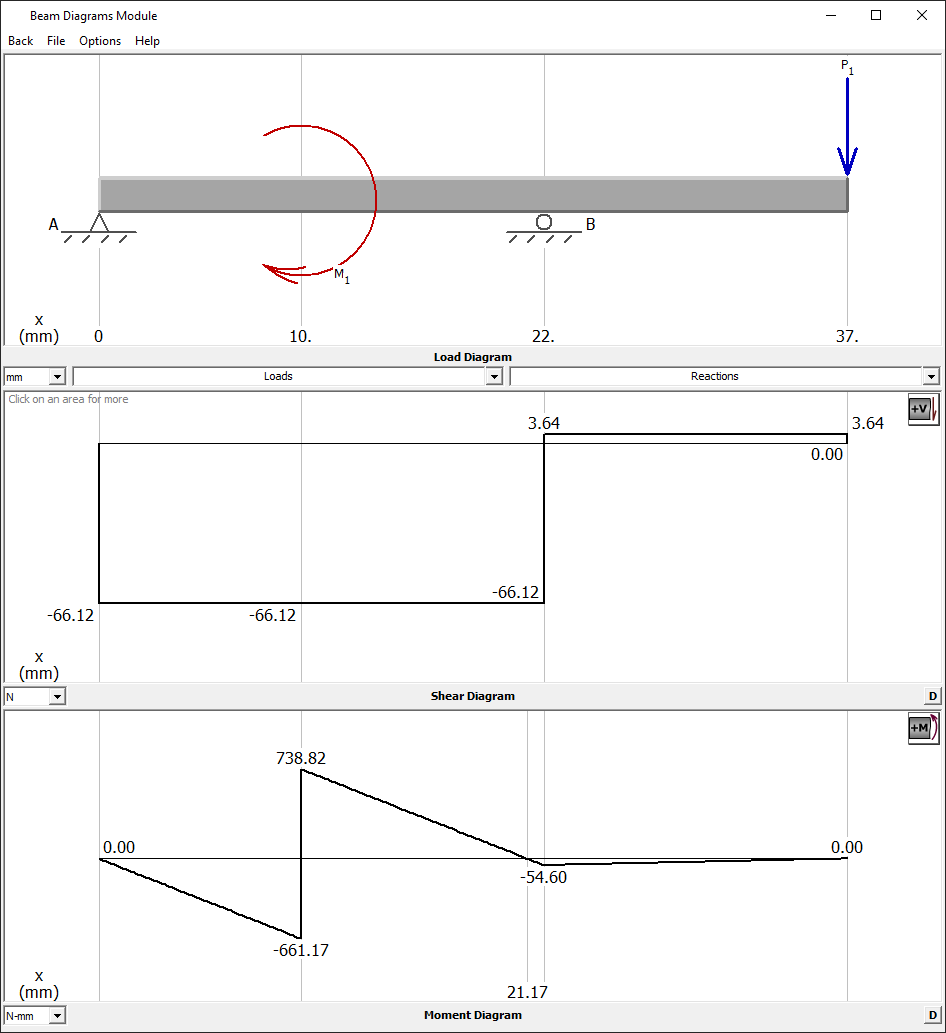 Beam Diagrams Module
Back File Options Help
P1
A
B
M1
x
(mm) 0 10. 22. 37.
Load Diagram
mm Loads Reactions
Click on an area for more
+V
3.64 3.64
0.00
-66.12
-66.12 -66.12
x
(mm)
N Shear Diagram D
+M
738.82
0.00 0.00
-54.60
-661.17
x
(mm) 21.17
N-mm Moment Diagram D